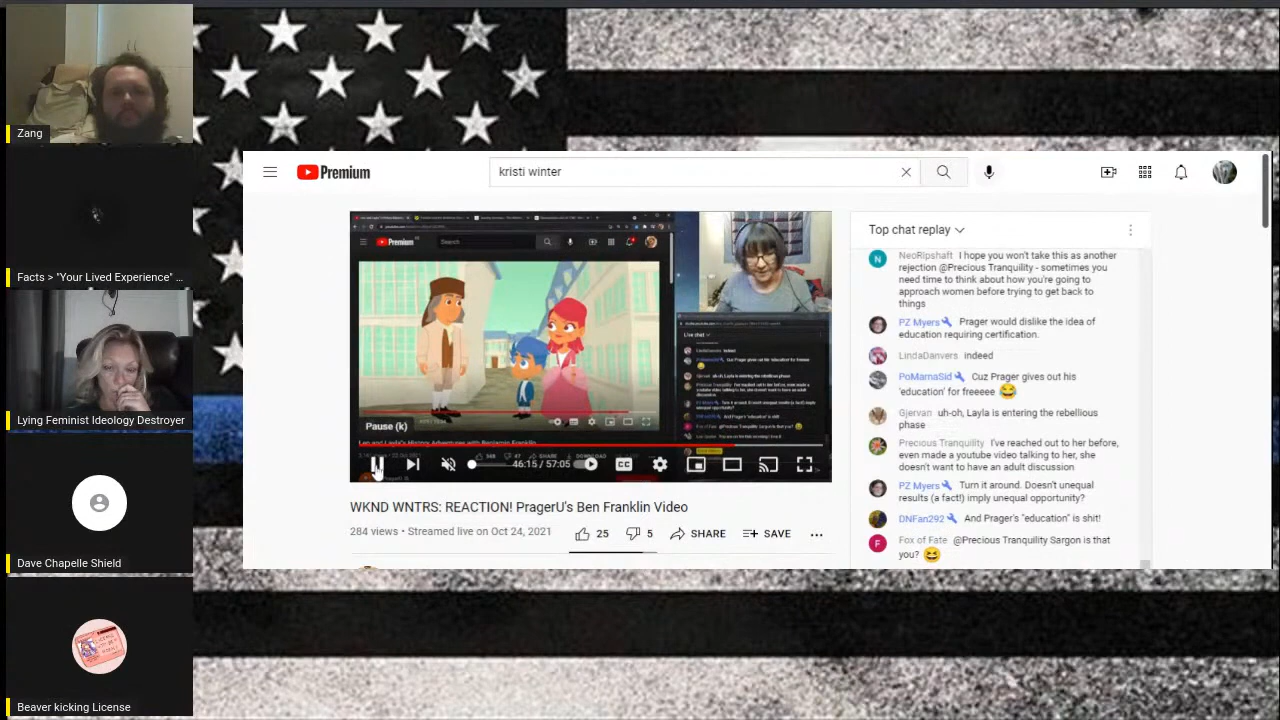 Zang
Facts > "Your Lived Experience" ...
Lying Feminist Ideology Destroyer
Dave Chapelle Shield
Beaver kicking License
Premium
kristi winter
Premium
Search
Live chat
Pause (k)
46:15 / 57:05
CC
WKND WNTRS: REACTION! PragerU's Ben Franklin Video
284 views • Streamed live on Oct 24, 2021
25
5
SHARE
SAVE
Top chat replay
N
NeoRipshaft I hope you won't take this as another
rejection @Precious Tranquility - sometimes you
need time to think about how you're going to
approach women before trying to get back to
things
PZ Myers Prager would dislike the idea of
education requiring certification.
LindaDanvers indeed
PoMarnaSid Cuz Prager gives out his
'education' for freeeee 😂
Gjervan uh-oh, Layla is entering the rebellious
phase
Precious Tranquility I've reached out to her before,
even made a youtube video talking to her, she
doesn't want to have an adult discussion
PZ Myers Turn it around. Doesn't unequal
results (a fact!) imply unequal opportunity?
DNFan292 And Prager's "education" is shit!
F
Fox of Fate @Precious Tranquility Sargon is that
you? 😆